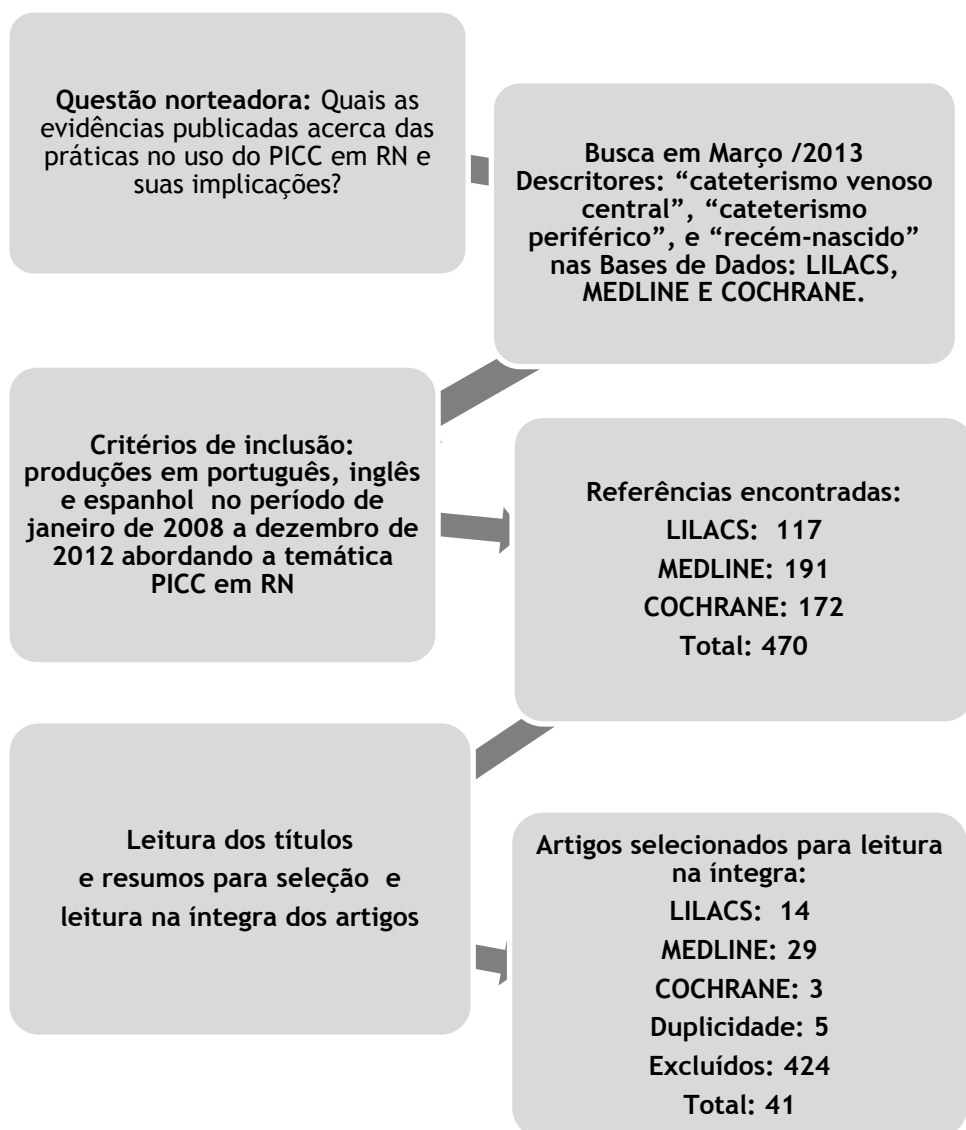 Questão norteadora: Quais as
evidências publicadas acerca das
práticas no uso do PICC em RN e
suas implicações?
Busca em Março /2013
Descritores: “cateterismo venoso
central”, “cateterismo
periférico”, e “recém-nascido”
nas Bases de Dados: LILACS,
MEDLINE E COCHRANE.
Critérios de inclusão:
produções em português, inglês
e espanhol no período de
janeiro de 2008 a dezembro de
2012 abordando a temática
PICC em RN
Referências encontradas:
LILACS: 117
MEDLINE: 191
COCHRANE: 172
Total: 470
Leitura dos títulos
e resumos para seleção e
leitura na íntegra dos artigos
Artigos selecionados para leitura
na íntegra:
LILACS: 14
MEDLINE: 29
COCHRANE: 3
Duplicidade: 5
Excluídos: 424
Total: 41